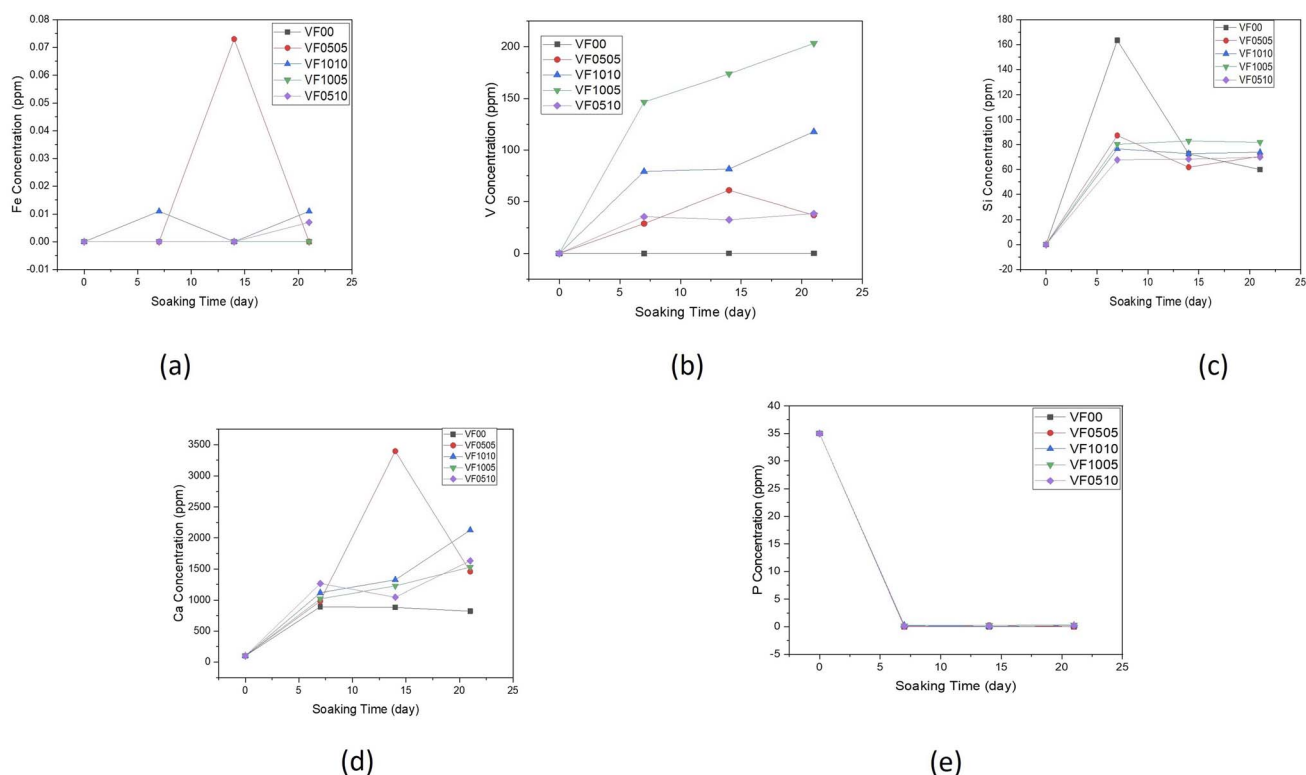 0.08
0.07
0.06
0.05
0.04
0.03
0.02
0.01
0.00
-0.01
Fe Concentration (ppm)
0 5 10 15 20 25
Soaking Time (day)
VF00
VF0505
VF1010
VF1005
VF0510
(a)
200
150
100
50
0
V Concentration (ppm)
0 5 10 15 20
Soaking Time (day)
VF00
VF0505
VF1010
VF1005
VF0510
(b)
180
160
140
120
100
80
60
40
20
0
-20
Si Concentration (ppm)
0 5 10 15 20 25
Soaking Time (day)
VF00
VF0505
VF1010
VF1005
VF0510
(c)
3500
3000
2500
2000
1500
1000
500
0
Ca Concentration (ppm)
0 5 10 15 20 25
Soaking Time (day)
VF00
VF0505
VF1010
VF1005
VF0510
(d)
40
35
30
25
20
15
10
5
0
-5
P Concentration (ppm)
0 5 10 15 20 25
Soaking Time (day)
VF00
VF0505
VF1010
VF1005
VF0510
(e)